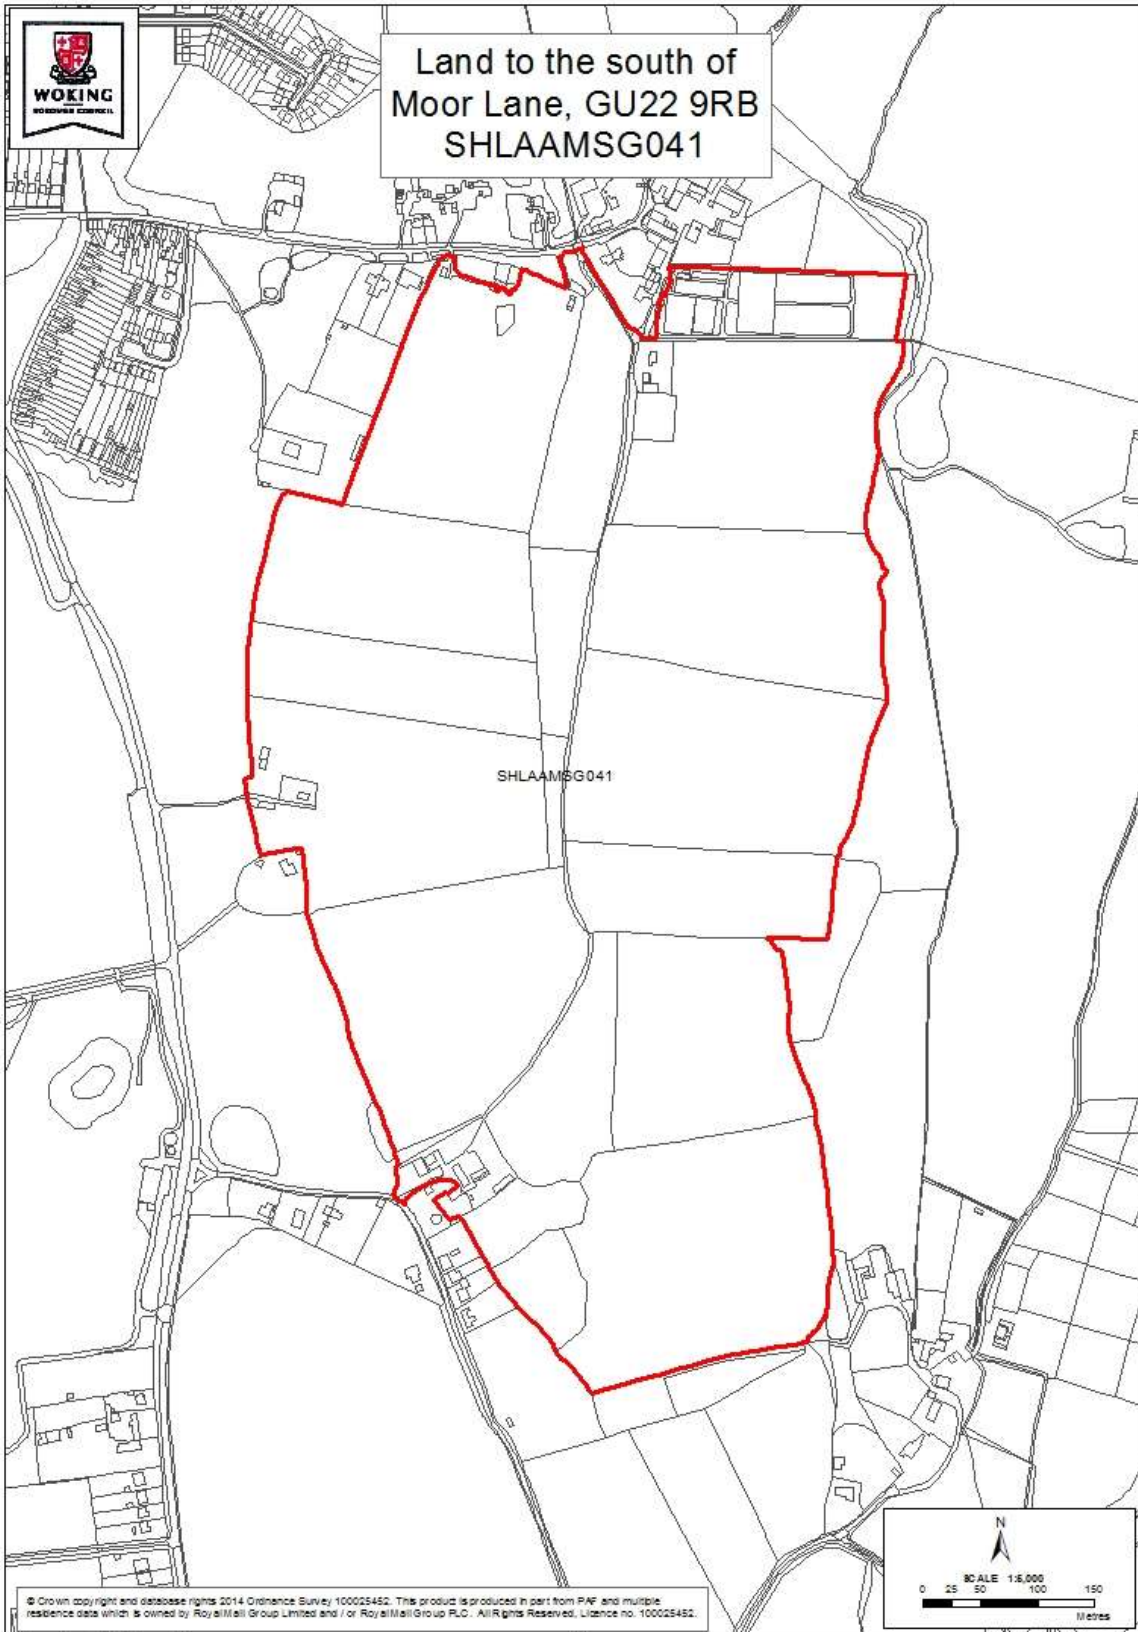 WOKING
BOROUGH COUNCIL
Land to the south of
Moor Lane, GU22 9RB
SHLAAMSG041
SHLAAMSG041
N
SCALE 1:5,000
0 25 50 100 150
Metres
© Crown copyright and database rights 2014 Ordnance Survey 100025452. This product is produced in part from PAF and multiple
residence data which is owned by Royal Mail Group Limited and / or Royal Mail Group PLC. All Rights Reserved, Licence no. 100025452.